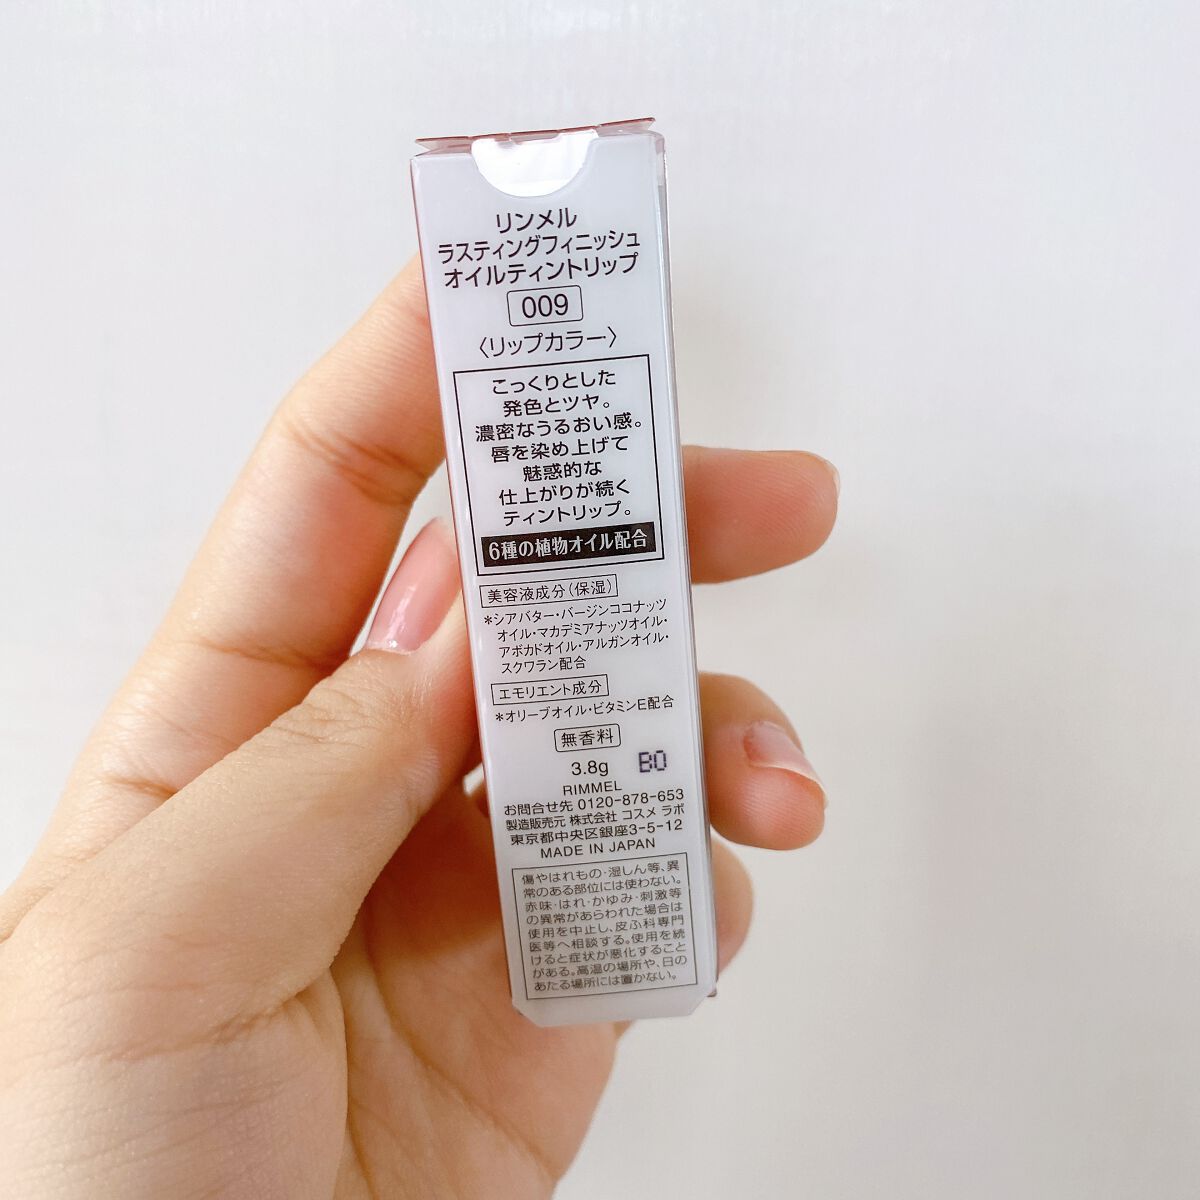 リンメル
ラスティングフィニッシュ
オイルティントリップ
009
〈リップカラー〉
こっくりとした
発色とツヤ。
濃密なうるおい感。
唇を染め上げて
魅惑的な
仕上がりが続く
ティントリップ。
6種の植物オイル配合
美容液成分(保湿)
*シアバター・バージンココナッツ
オイル・マカデミアナッツオイル・
アボカドオイル・アルガンオイル・
スクワラン配合
エモリエント成分
*オリーブオイル・ビタミンE配合
無香料
3.8g BO
RIMMEL
お問合せ先 0120-878-653
製造販売元 株式会社 コスメ ラボ
東京都中央区銀座3-5-12
MADE IN JAPAN
傷やはれもの・湿しん等、異
常のある部位には使わない。
赤味・はれ・かゆみ・刺激等
の異常があらわれた場合は
使用を中止し、皮ふ科専門
医等へ相談する。使用を続
けると症状が悪化すること
がある。高温の場所や、日の
あたる場所には置かない。